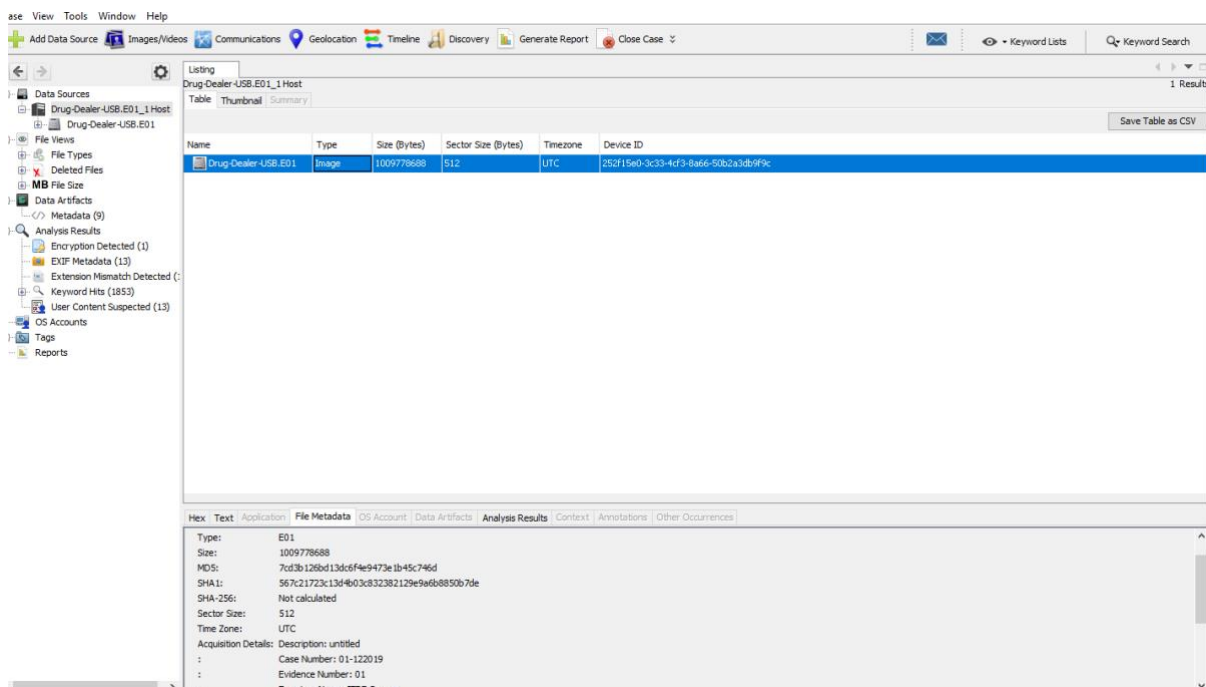 ase View Tools Window Help
Add Data Source Images/Videos Communications Geolocation Timeline Discovery Generate Report Close Case Keyword Lists Keyword Search
Listing
Drug-Dealer-USB.E01_1 Host
1 Results
Table Thumbnail Summary
Save Table as CSV
Data Sources
Drug-Dealer-USB.E01_1 Host
Drug-Dealer-USB.E01
File Views
File Types
Deleted Files
MB File Size
Data Artifacts
Metadata (9)
Analysis Results
Encryption Detected (1)
EXIF Metadata (13)
Extension Mismatch Detected (
Keyword Hits (1853)
User Content Suspected (13)
OS Accounts
Tags
Reports
Name Type Size (Bytes) Sector Size (Bytes) Timezone Device ID
Drug-Dealer-USB.E01 Image 1009778688 512 UTC 252f15e0-3c33-4cf3-8a66-50b2a3db9f9c
Hex Text Application File Metadata OS Account Data Artifacts Analysis Results Context Annotations Other Occurrences
Type: E01
Size: 1009778688
MD5: 7cd3b126bd13dc6f4e9473e1b45c746d
SHA1: 567c21723c13d4b03c832382129e9a6b8850b7de
SHA-256: Not calculated
Sector Size: 512
Time Zone: UTC
Acquisition Details: Description: untitled
: Case Number: 01-122019
: Evidence Number: 01